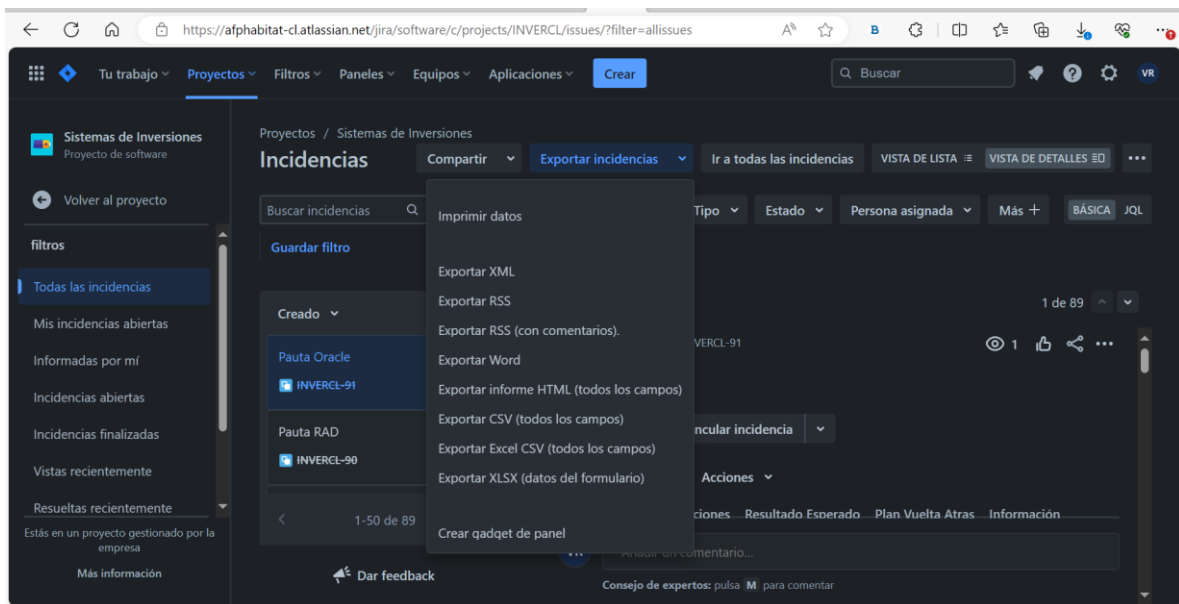 https://afphabitat-cl.atlassian.net/jira/software/c/projects/INVERCL/issues/?filter=allissues
Tu trabajo Proyectos Filtros Paneles Equipos Aplicaciones Crear Buscar VR
Sistemas de Inversiones
Proyecto de software
Volver al proyecto
filtros
Todas las incidencias
Mis incidencias abiertas
Informadas por mí
Incidencias abiertas
Incidencias finalizadas
Vistas recientemente
Resueltas recientemente
Estás en un proyecto gestionado por la
empresa
Más información
Proyectos / Sistemas de Inversiones
Incidencias Compartir Exportar incidencias Ir a todas las incidencias VISTA DE LISTA VISTA DE DETALLES
Buscar incidencias Tipo Estado Persona asignada Más + BÁSICA JQL
Guardar filtro
Imprimir datos
Exportar XML
Exportar RSS
Exportar RSS (con comentarios).
Exportar Word
Exportar informe HTML (todos los campos)
Exportar CSV (todos los campos)
Exportar Excel CSV (todos los campos)
Exportar XLSX (datos del formulario)
Crear gadget de panel
Creado
Pauta Oracle
INVERCL-91
Pauta RAD
INVERCL-90
1-50 de 89
Dar feedback
1 de 89
VERCL-91
1
ncular incidencia
Acciones
ciones Resultado Esperado Plan Vuelta Atras Información
VR
Añadir un comentario...
Consejo de expertos: pulsa M para comentar